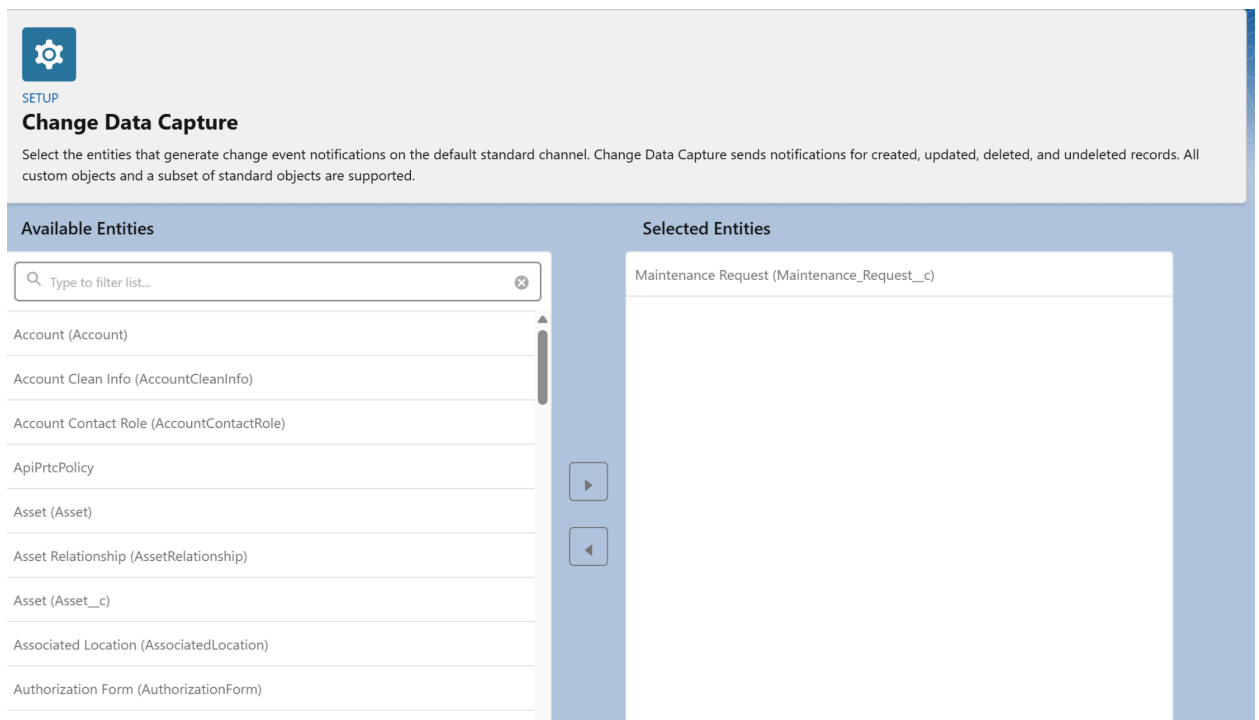 SETUP
Change Data Capture
Select the entities that generate change event notifications on the default standard channel. Change Data Capture sends notifications for created, updated, deleted, and undeleted records. All
custom objects and a subset of standard objects are supported.
Available Entities
Selected Entities
Type to filter list...
Maintenance Request (Maintenance_Request__c)
Account (Account)
Account Clean Info (AccountCleanInfo)
Account Contact Role (AccountContactRole)
ApiPrtcPolicy
Asset (Asset)
Asset Relationship (AssetRelationship)
Asset (Asset__c)
Associated Location (AssociatedLocation)
Authorization Form (AuthorizationForm)